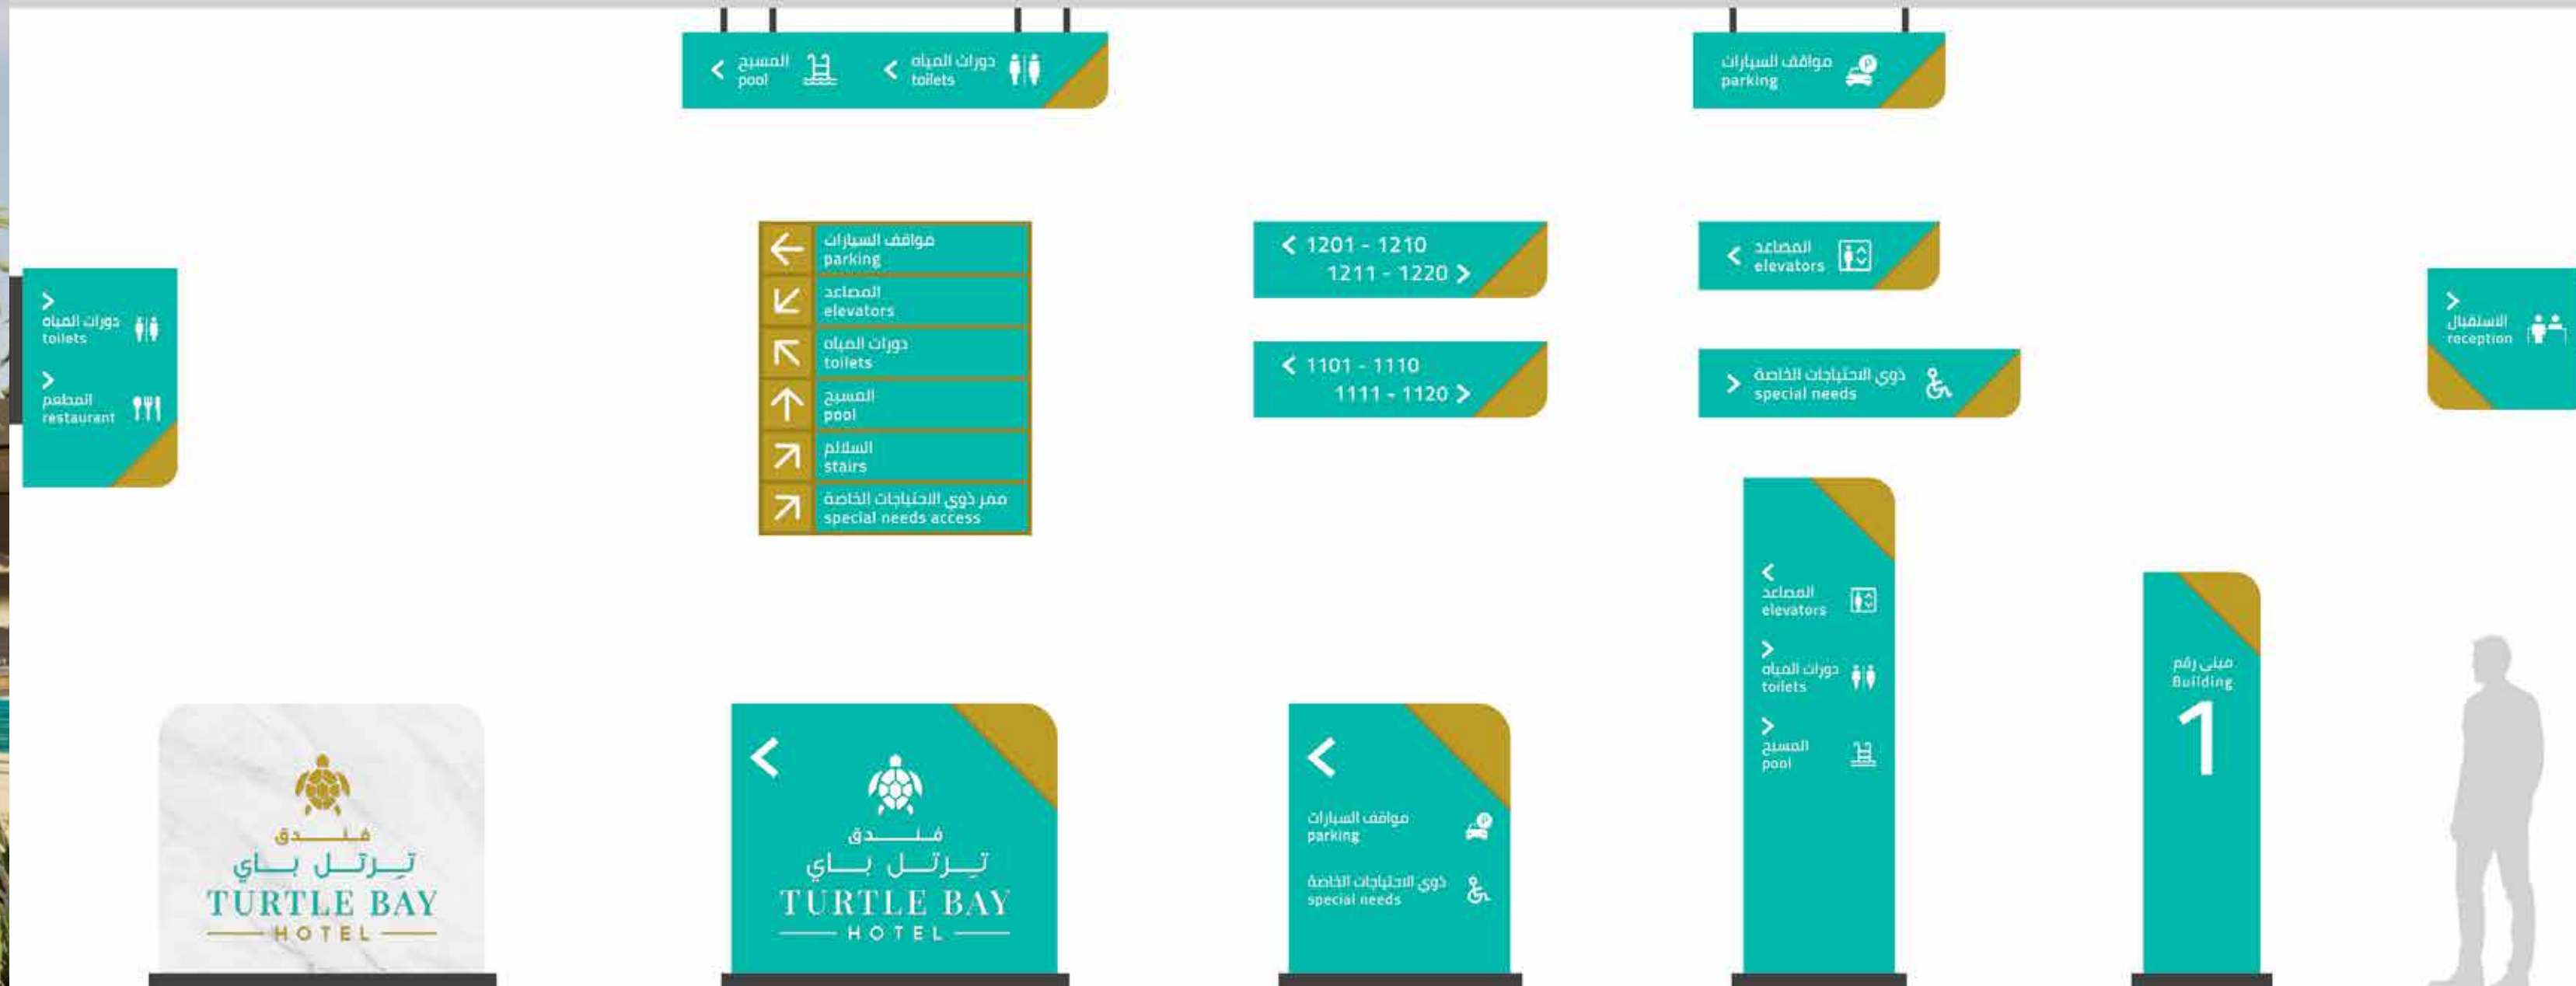 المسبح
pool
دورات المياه
toilets
مواقف السيارات
P
parking
دورات المياه
toilets
المطعم
restaurant
مواقف السيارات
parking
المصاعد
elevators
دورات المياه
toilets
المسبح
pool
السلالم
stairs
ممر ذوي الاحتياجات الخاصة
special needs access
< 1201 - 1210
1211 - 1220 >
< 1101 - 1110
1111 - 1120 >
المصاعد
elevators
ذوي الاحتياجات الخاصة
special needs
الاستقبال
reception
فندق
تِرتل باي
TURTLE BAY
HOTEL
فندق
تِرتل باي
TURTLE BAY
HOTEL
مواقف السيارات
P
parking
ذوي الاحتياجات الخاصة
special needs
المصاعد
elevators
دورات المياه
toilets
المسبح
pool
مبنى رقم
Building
1